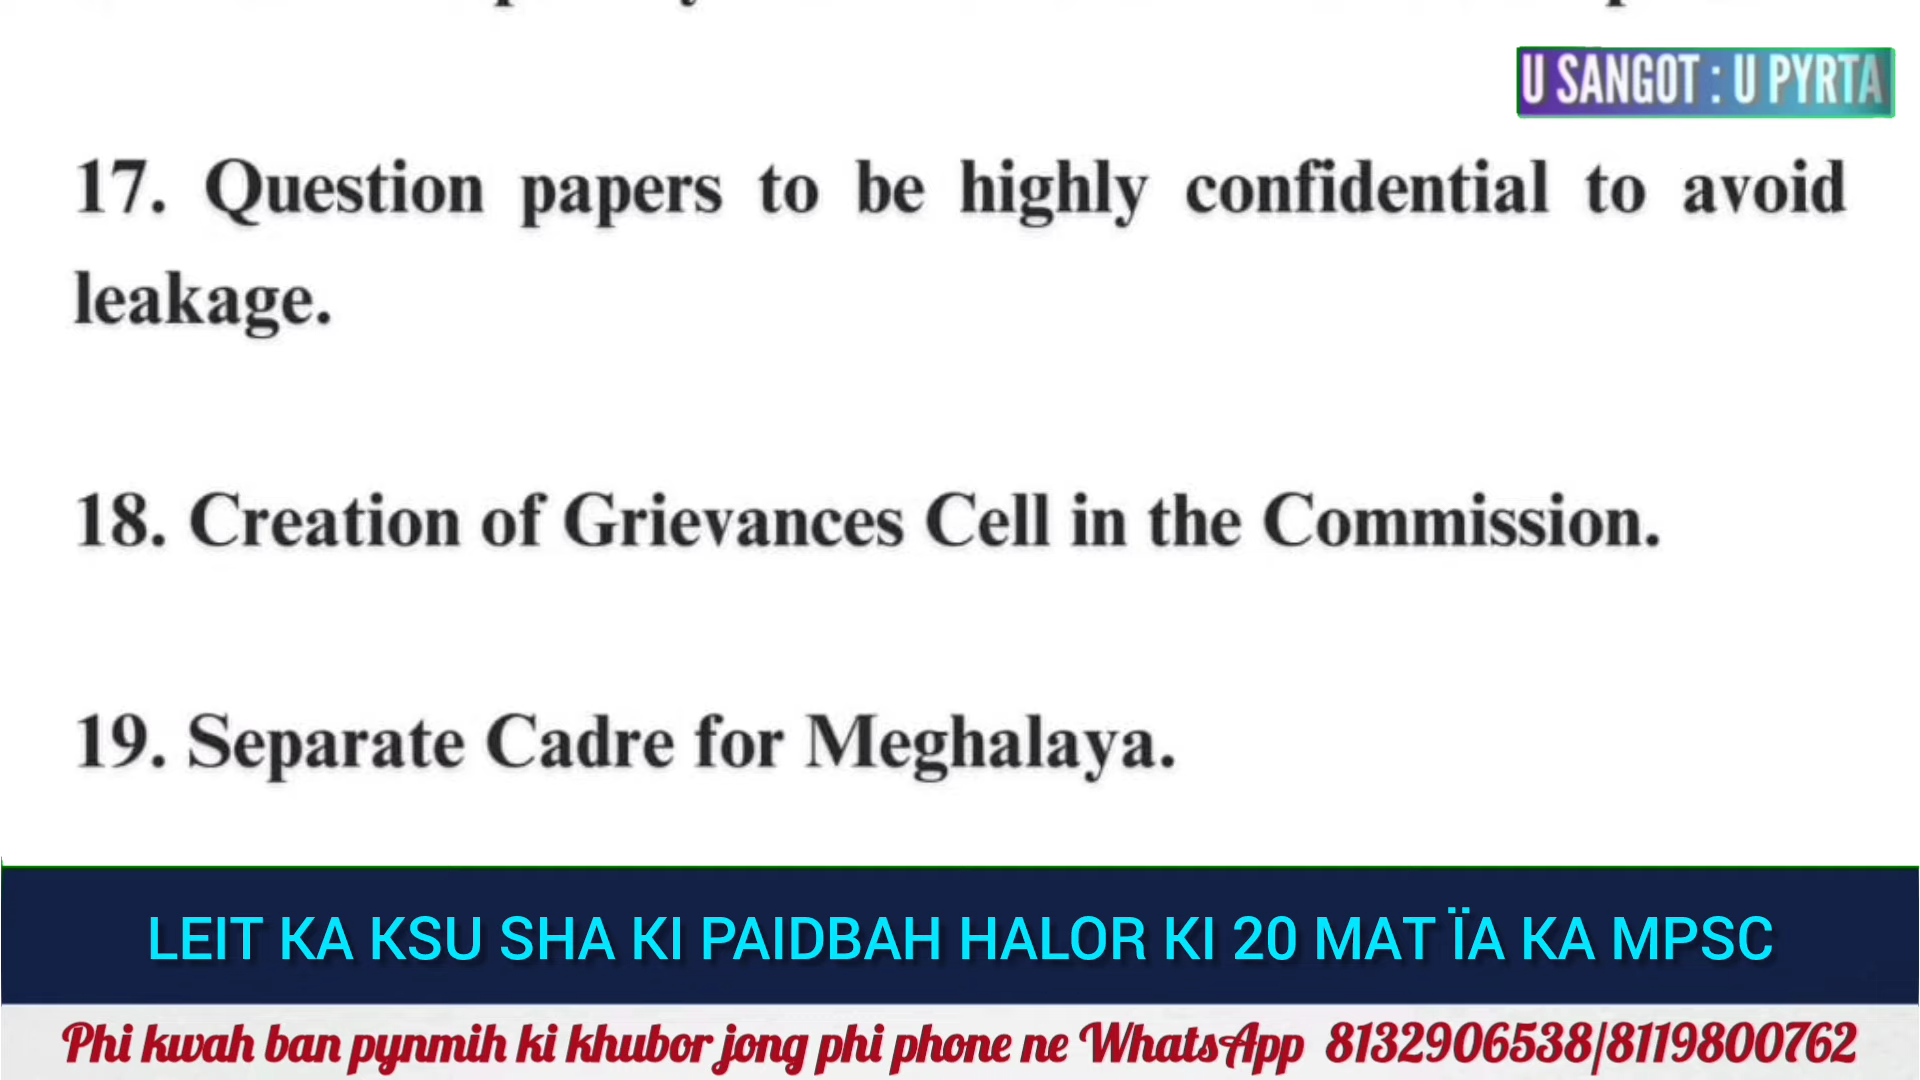 U SANGOT : U PYRTA
17. Question papers to be highly confidential to avoid
leakage.
18. Creation of Grievances Cell in the Commission.
19. Separate Cadre for Meghalaya.
LEIT KA KSU SHA KI PAIDBAH HALOR KI 20 MAT ÏA KA MPSC
Phi kwah ban pynmih ki khubor jong phi phone ne WhatsApp 8132906538/8119800762